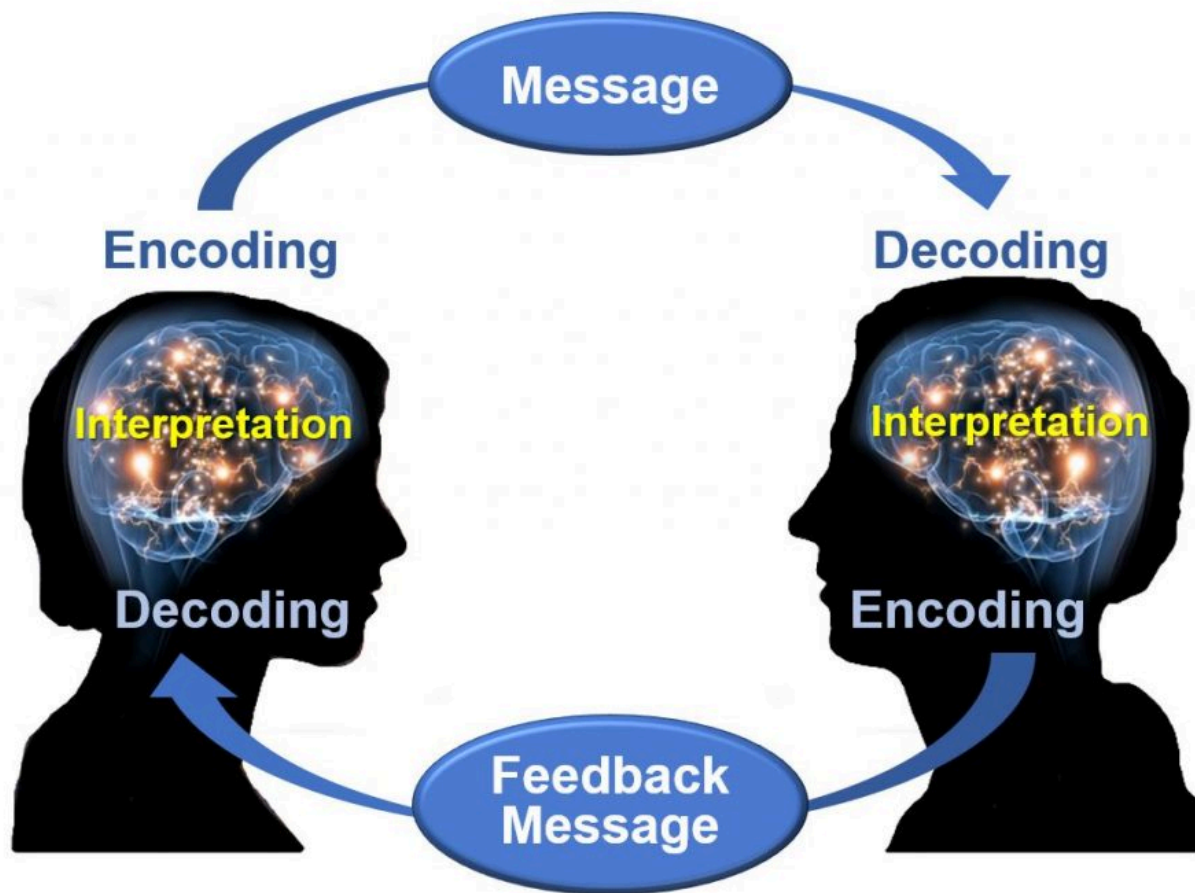 Message
Encoding
Decoding
Interpretation
Interpretation
Decoding
Encoding
Feedback
Message